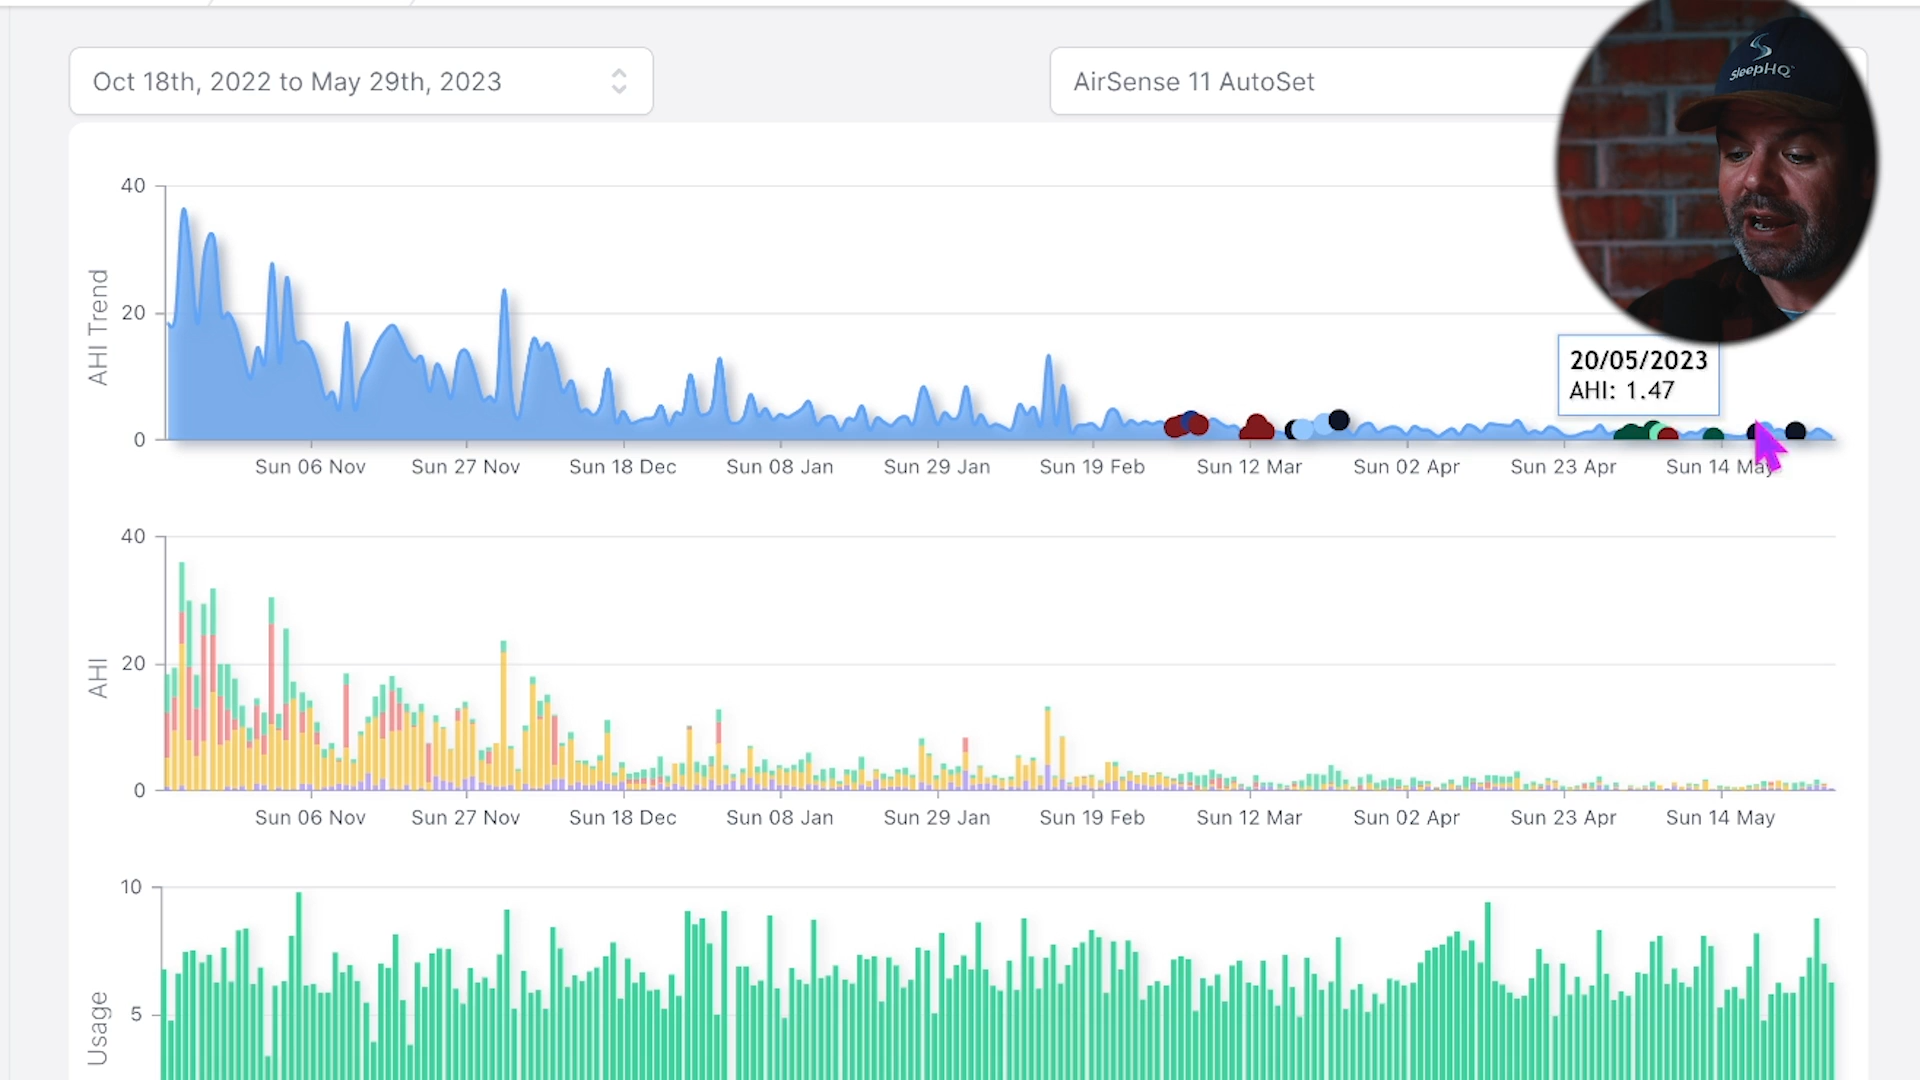 Oct 18th, 2022 to May 29th, 2023
AirSense 11 AutoSet
SleepHQ
40
20
0
AHI Trend
20/05/2023
AHI: 1.47
Sun 06 Nov
Sun 27 Nov
Sun 18 Dec
Sun 08 Jan
Sun 29 Jan
Sun 19 Feb
Sun 12 Mar
Sun 02 Apr
Sun 23 Apr
Sun 14 May
40
20
0
AHI
Sun 06 Nov
Sun 27 Nov
Sun 18 Dec
Sun 08 Jan
Sun 29 Jan
Sun 19 Feb
Sun 12 Mar
Sun 02 Apr
Sun 23 Apr
Sun 14 May
10
5
Usage